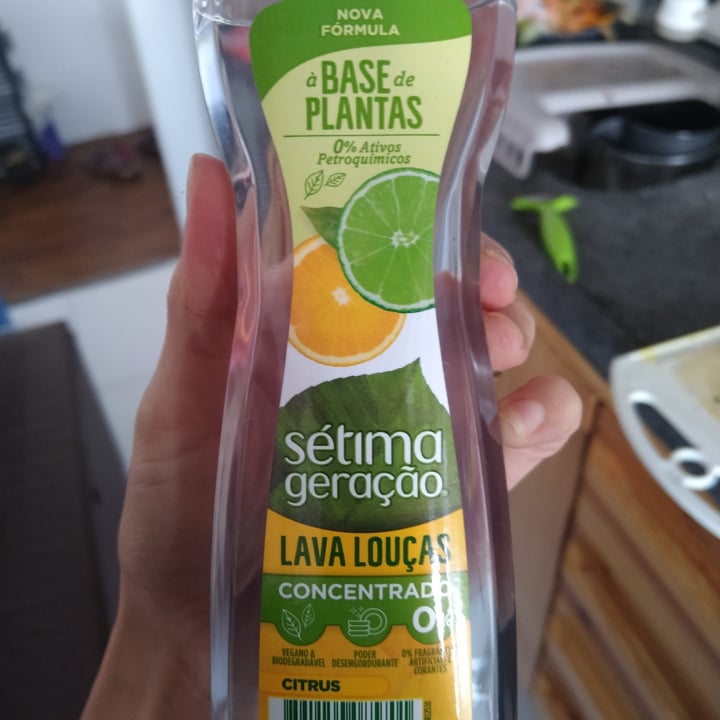 NOVA
FÓRMULA
à BASE de
PLANTAS
0% Ativos
Petroquímicos
sétima
geração
LAVA LOUÇAS
CONCENTRADO
0%
VEGANO &
BIODEGRADÁVEL
PODER
DESENGORDURANTE
0% FRAGRÂNCIAS
ARTIFICIAIS
CORANTES
CITRUS